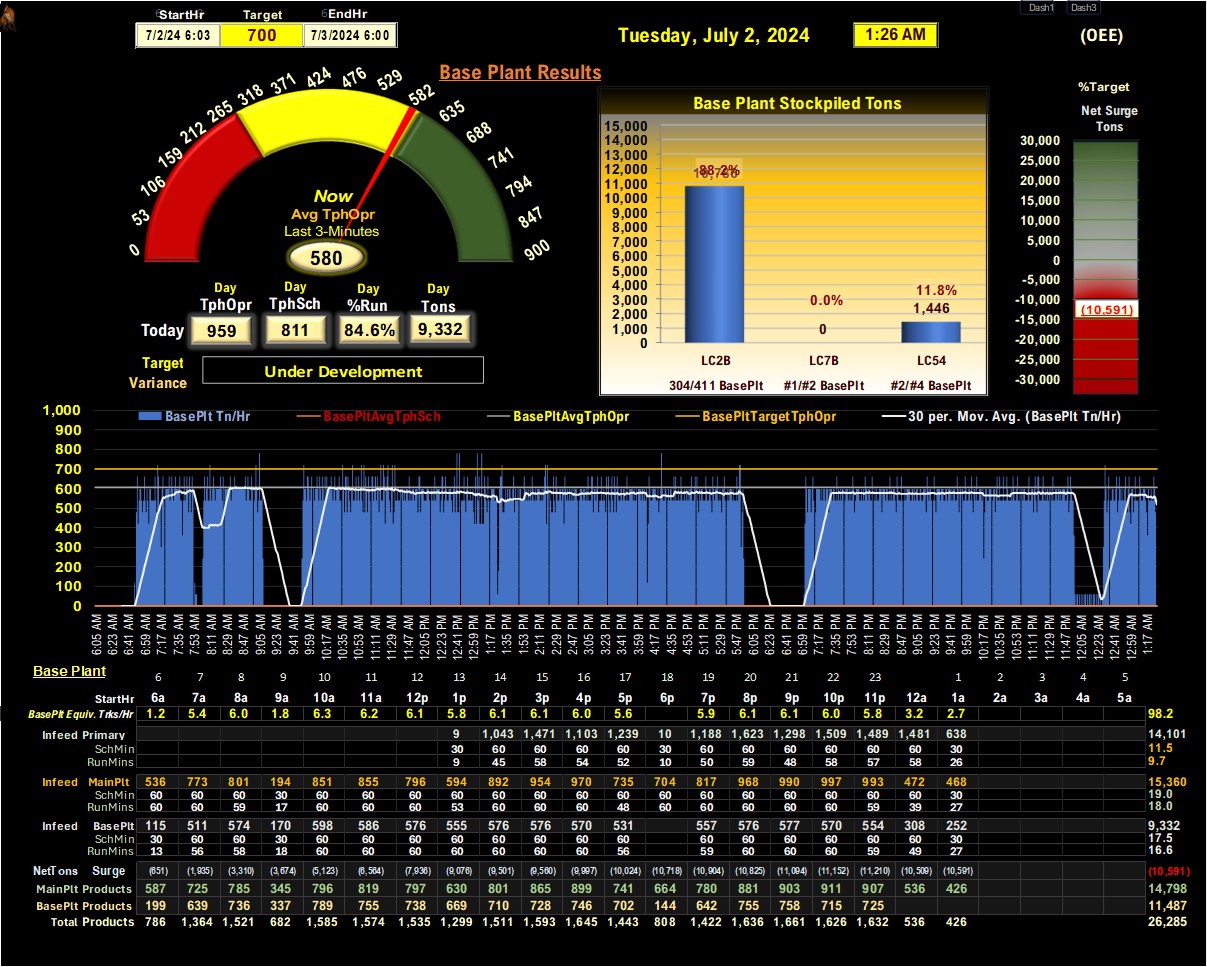 StartHr Target EndHr
7/2/24 6:03 700 7/3/2024 6:00
Tuesday, July 2, 2024 1:26 AM (OEE)
Dash1 Dash3
Base Plant Results
0 53 106 159 212 265 318 371 424 476 529 582 635 688 741 794 847 900
Now
Avg TphOpr
Last 3-Minutes
580
Day Day Day Day
TphOpr TphSch %Run Tons
Today 959 811 84.6% 9,332
Target
Variance
Under Development
Base Plant Stockpiled Tons
15,000
14,000
13,000
12,000
11,000
10,000
9,000
8,000
7,000
6,000
5,000
4,000
3,000
2,000
1,000
0
88.2%
0.0%
0
11.8%
1,446
LC2B LC7B LC54
304/411 BasePlt #1/#2 BasePlt #2/#4 BasePlt
%Target
Net Surge
Tons
30,000
25,000
20,000
15,000
10,000
5,000
0
-5,000
-10,000
(10,591)
-15,000
-20,000
-25,000
-30,000
BasePlt Tn/Hr BasePltAvgTphSch BasePltAvgTphOpr BasePltTargetTphOpr 30 per. Mov. Avg. (BasePlt Tn/Hr)
1,000
900
800
700
600
500
400
300
200
100
0
6:05 AM 6:23 AM 6:41 AM 6:59 AM 7:17 AM 7:35 AM 7:53 AM 8:11 AM 8:29 AM 8:47 AM 9:05 AM 9:23 AM 9:41 AM 9:59 AM 10:17 AM 10:35 AM 10:53 AM 11:11 AM 11:29 AM 11:47 AM 12:05 PM 12:23 PM 12:41 PM 12:59 PM 1:17 PM 1:35 PM 1:53 PM 2:11 PM 2:29 PM 2:47 PM 3:05 PM 3:23 PM 3:41 PM 3:59 PM 4:17 PM 4:35 PM 4:53 PM 5:11 PM 5:29 PM 5:47 PM 6:05 PM 6:23 PM 6:41 PM 6:59 PM 7:17 PM 7:35 PM 7:53 PM 8:11 PM 8:29 PM 8:47 PM 9:05 PM 9:23 PM 9:41 PM 9:59 PM 10:17 PM 10:35 PM 10:53 PM 11:11 PM 11:29 PM 11:47 PM 12:05 AM 12:23 AM 12:41 AM 12:59 AM 1:17 AM
Base Plant 6 7 8 9 10 11 12 13 14 15 16 17 18 19 20 21 22 23 1 2 3 4 5
StartHr 6a 7a 8a 9a 10a 11a 12p 1p 2p 3p 4p 5p 7p 8p 9p 10p 11p 12a 1a 2a 3a 4a 5a
BasePlt Equiv. Trks/Hr 1.2 5.4 6.0 1.8 6.3 6.2 6.1 5.8 6.1 6.1 6.0 5.6 5.9 6.1 6.1 6.0 5.8 3.2 2.7 98.2
Infeed Primary 9 1,043 1,471 1,103 1,239 10 1,188 1,623 1,298 1,509 1,489 1,481 638 14,101
SchMin 30 60 60 60 60 30 60 60 60 60 60 60 30 11.5
RunMins 9 45 58 54 52 10 50 59 48 58 57 58 26 9.7
Infeed MainPlt 536 773 801 194 851 855 796 594 892 954 970 735 704 817 968 990 997 993 472 468 15,360
SchMin 60 60 60 30 60 60 60 60 60 60 60 60 60 60 60 60 60 60 60 30 19.0
RunMins 60 60 59 17 60 60 60 53 60 60 60 48 60 60 60 60 60 59 39 27 18.0
Infeed BasePlt 115 511 574 170 598 586 576 555 576 576 570 531 557 576 577 570 554 308 252 9,332
SchMin 30 60 60 30 60 60 60 60 60 60 60 60 60 60 60 60 60 60 30 17.5
RunMins 13 56 58 18 60 60 60 60 60 60 60 56 59 60 60 60 59 49 27 16.6
NetTons Surge (651) (1,935) (3,310) (3,674) (5,123) (6,564) (7,936) (9,076) (9,501) (9,560) (9,997) (10,024) (10,718) (10,904) (10,825) (11,094) (11,152) (11,210) (10,509) (10,591) (10,591)
MainPlt Products 587 725 785 345 796 819 797 630 801 865 899 741 664 780 881 903 911 907 536 426 14,798
BasePlt Products 199 639 736 337 789 755 738 669 710 728 746 702 144 642 755 758 715 725 11,487
Total Products 786 1,364 1,521 682 1,585 1,574 1,535 1,299 1,511 1,593 1,645 1,443 808 1,422 1,636 1,661 1,626 1,632 536 426 26,285